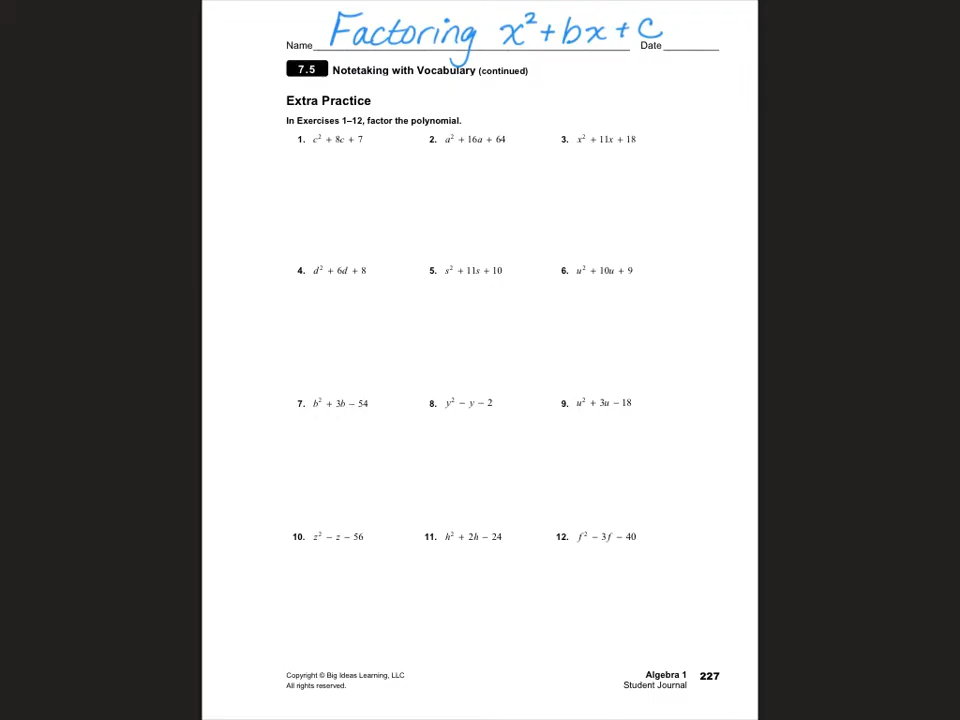 Factoring x² + bx + c
Name Date
7.5 Notetaking with Vocabulary (continued)
Extra Practice
In Exercises 1–12, factor the polynomial.
1. c² + 8c + 7 2. a² + 16a + 64 3. x² + 11x + 18
4. d² + 6d + 8 5. s² + 11s + 10 6. u² + 10u + 9
7. b² + 3b − 54 8. y² − y − 2 9. u² + 3u − 18
10. z² − z − 56 11. h² + 2h − 24 12. f² − 3f − 40
Copyright © Big Ideas Learning, LLC Algebra 1 227
All rights reserved. Student Journal